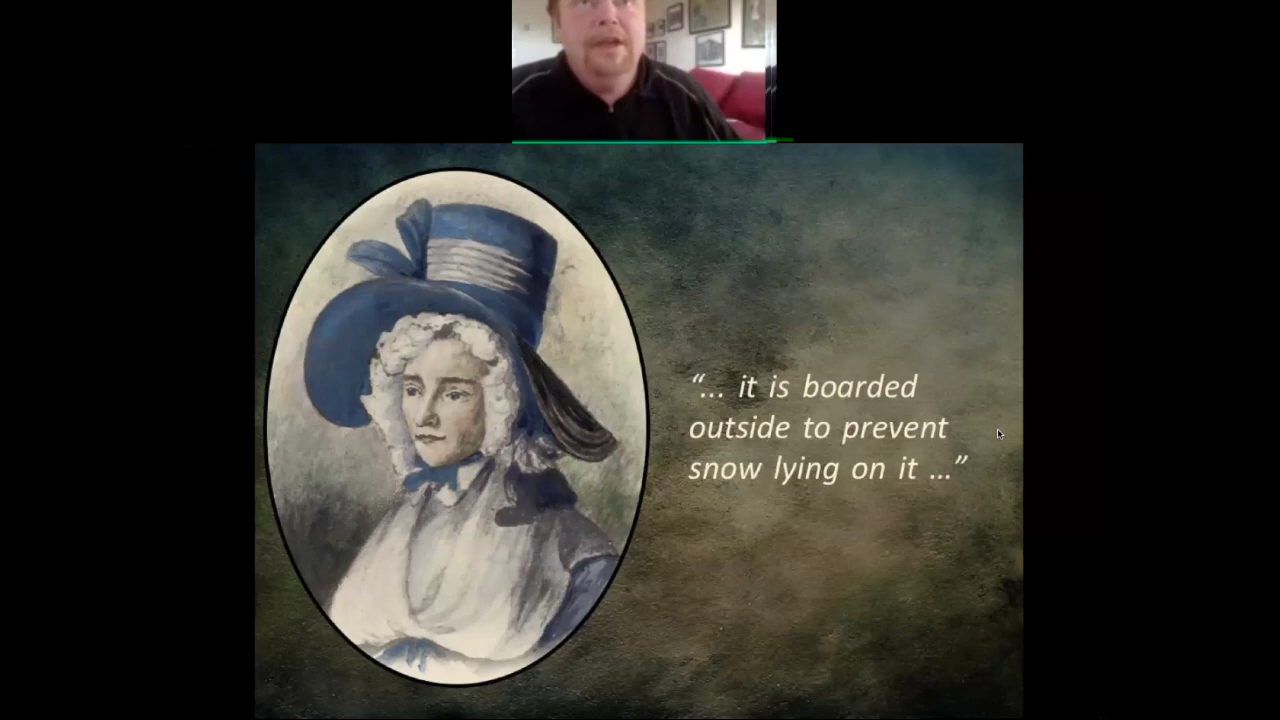 “... it is boarded
outside to prevent
snow lying on it ...”